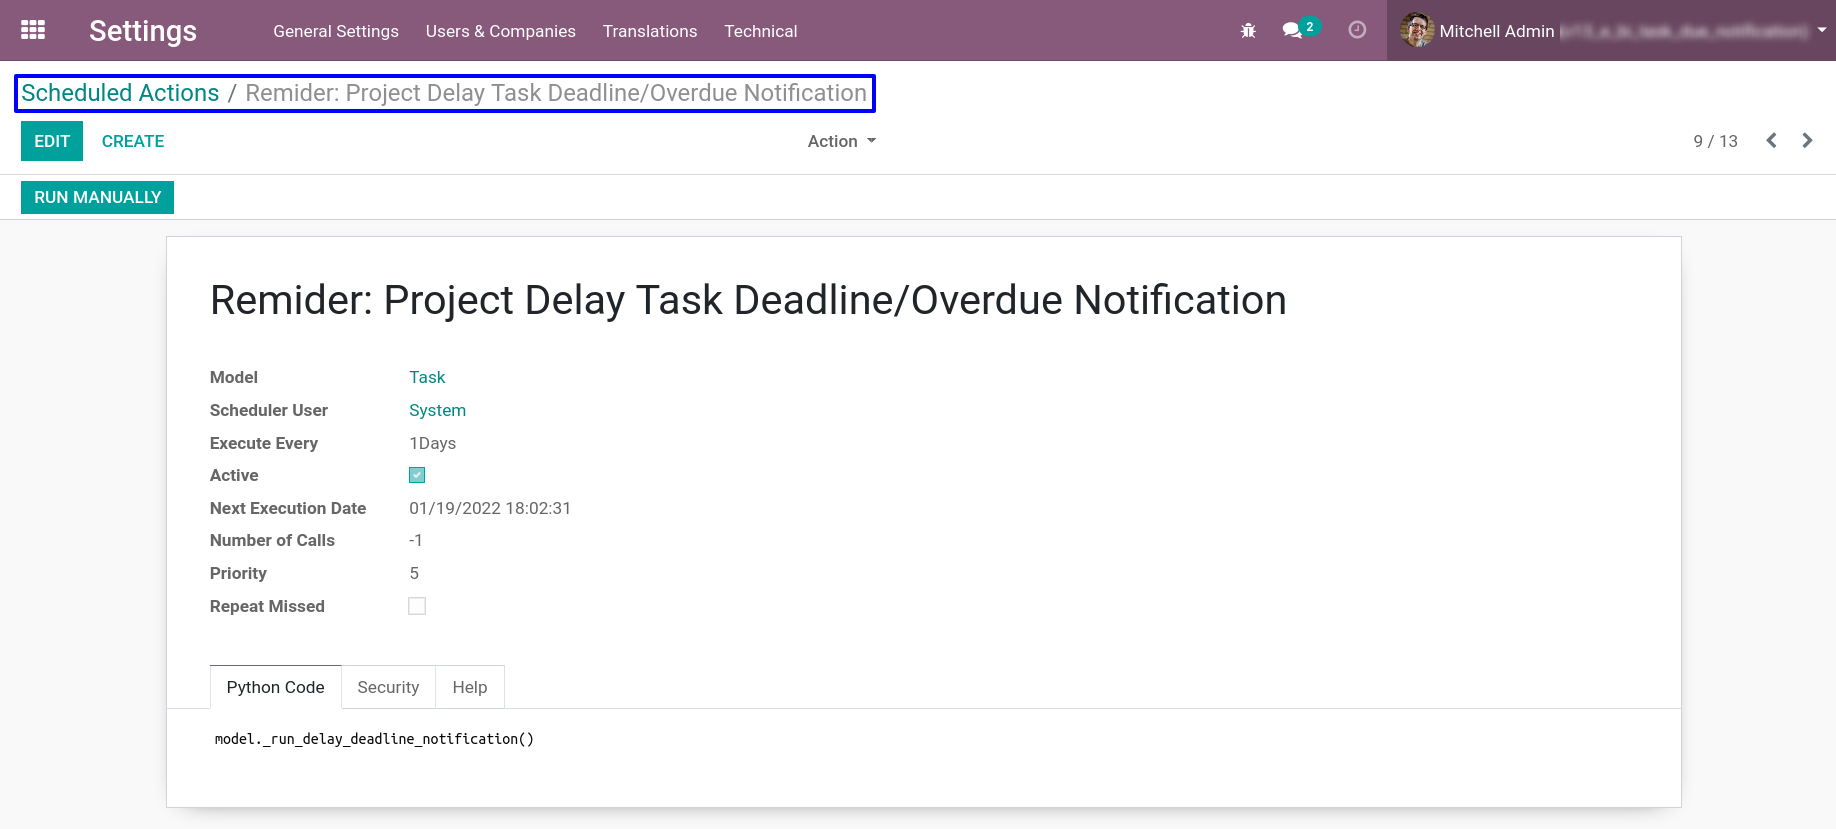 Settings General Settings Users & Companies Translations Technical 2 Mitchell Admin
Scheduled Actions / Remider: Project Delay Task Deadline/Overdue Notification
EDIT CREATE Action 9 / 13
RUN MANUALLY
Remider: Project Delay Task Deadline/Overdue Notification
Model Task
Scheduler User System
Execute Every 1Days
Active
Next Execution Date 01/19/2022 18:02:31
Number of Calls -1
Priority 5
Repeat Missed
Python Code Security Help
model._run_delay_deadline_notification()